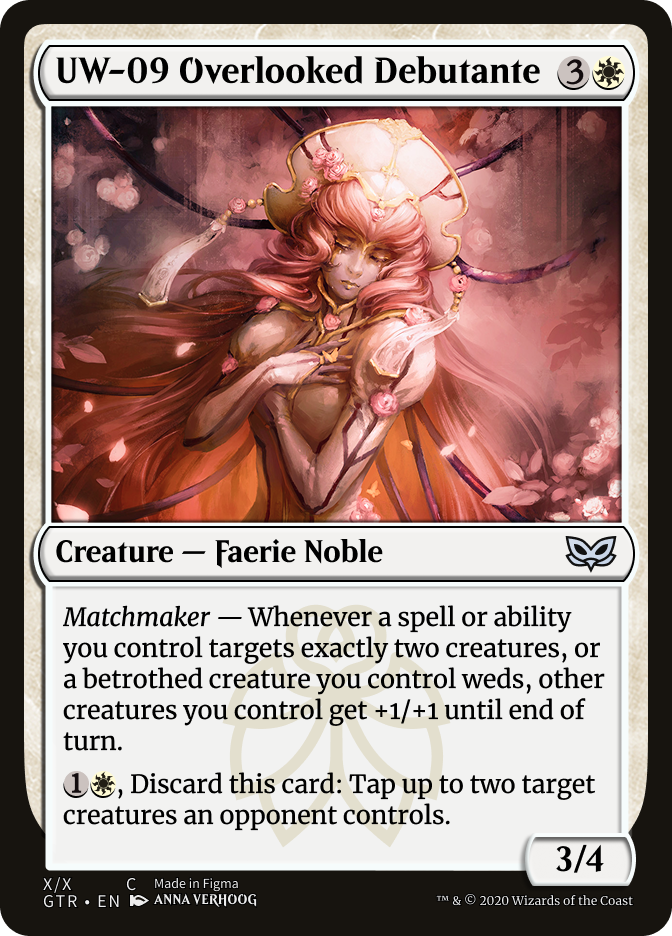 UW-09 Overlooked Debutante 3
Creature — Faerie Noble
Matchmaker — Whenever a spell or ability
you control targets exactly two creatures, or
a betrothed creature you control weds, other
creatures you control get +1/+1 until end of
turn.
1, Discard this card: Tap up to two target
creatures an opponent controls.
3/4
X/X C Made in Figma
GTR • EN ANNA VERHOOG ™ & © 2020 Wizards of the Coast